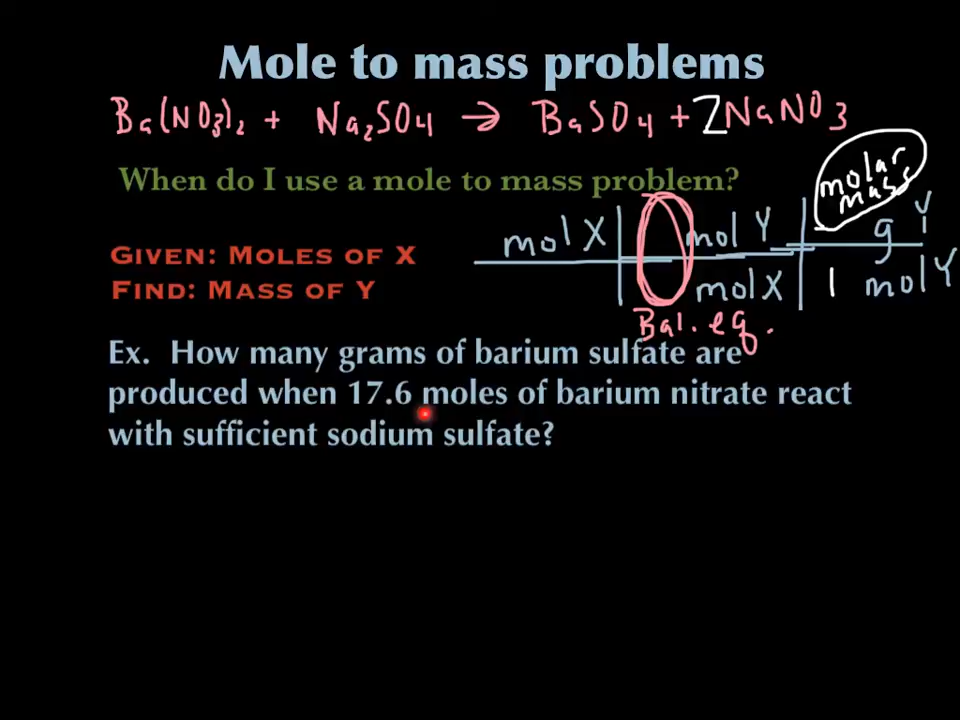 Mole to mass problems
Ba(NO3)2 + Na2SO4 → BaSO4 + 2NaNO3
When do I use a mole to mass problem?
molar
mass
mol X | mol Y | g Y
mol X | 1 mol Y
Given: Moles of X
Find: Mass of Y
Bal. eq.
Ex. How many grams of barium sulfate are
produced when 17.6 moles of barium nitrate react
with sufficient sodium sulfate?